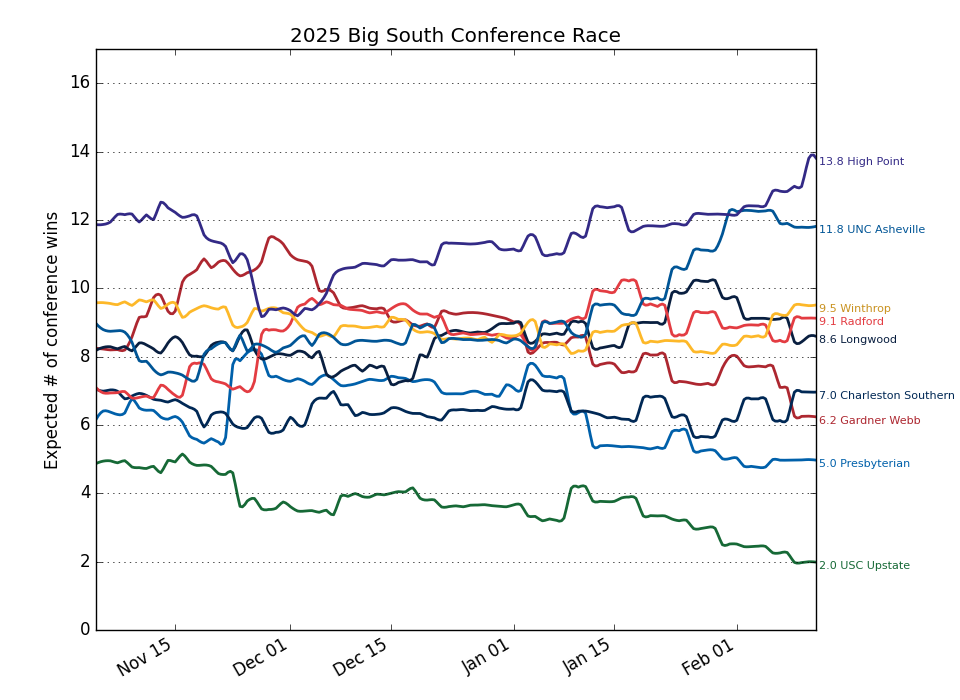 2025 Big South Conference Race
Expected # of conference wins
16
14
12
10
8
6
4
2
0
Nov 15
Dec 01
Dec 15
Jan 01
Jan 15
Feb 01
13.8 High Point
11.8 UNC Asheville
9.5 Winthrop
9.1 Radford
8.6 Longwood
7.0 Charleston Southern
6.2 Gardner Webb
5.0 Presbyterian
2.0 USC Upstate